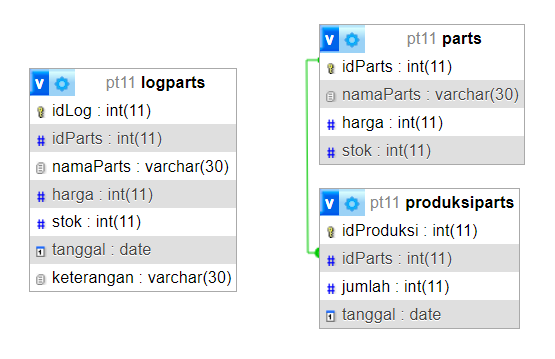 v pt11 logparts
idLog : int(11)
# idParts : int(11)
namaParts : varchar(30)
# harga : int(11)
# stok : int(11)
1 tanggal : date
keterangan : varchar(30)
v pt11 parts
idParts : int(11)
namaParts : varchar(30)
# harga : int(11)
# stok : int(11)
v pt11 produksiparts
idProduksi : int(11)
# idParts : int(11)
# jumlah : int(11)
1 tanggal : date